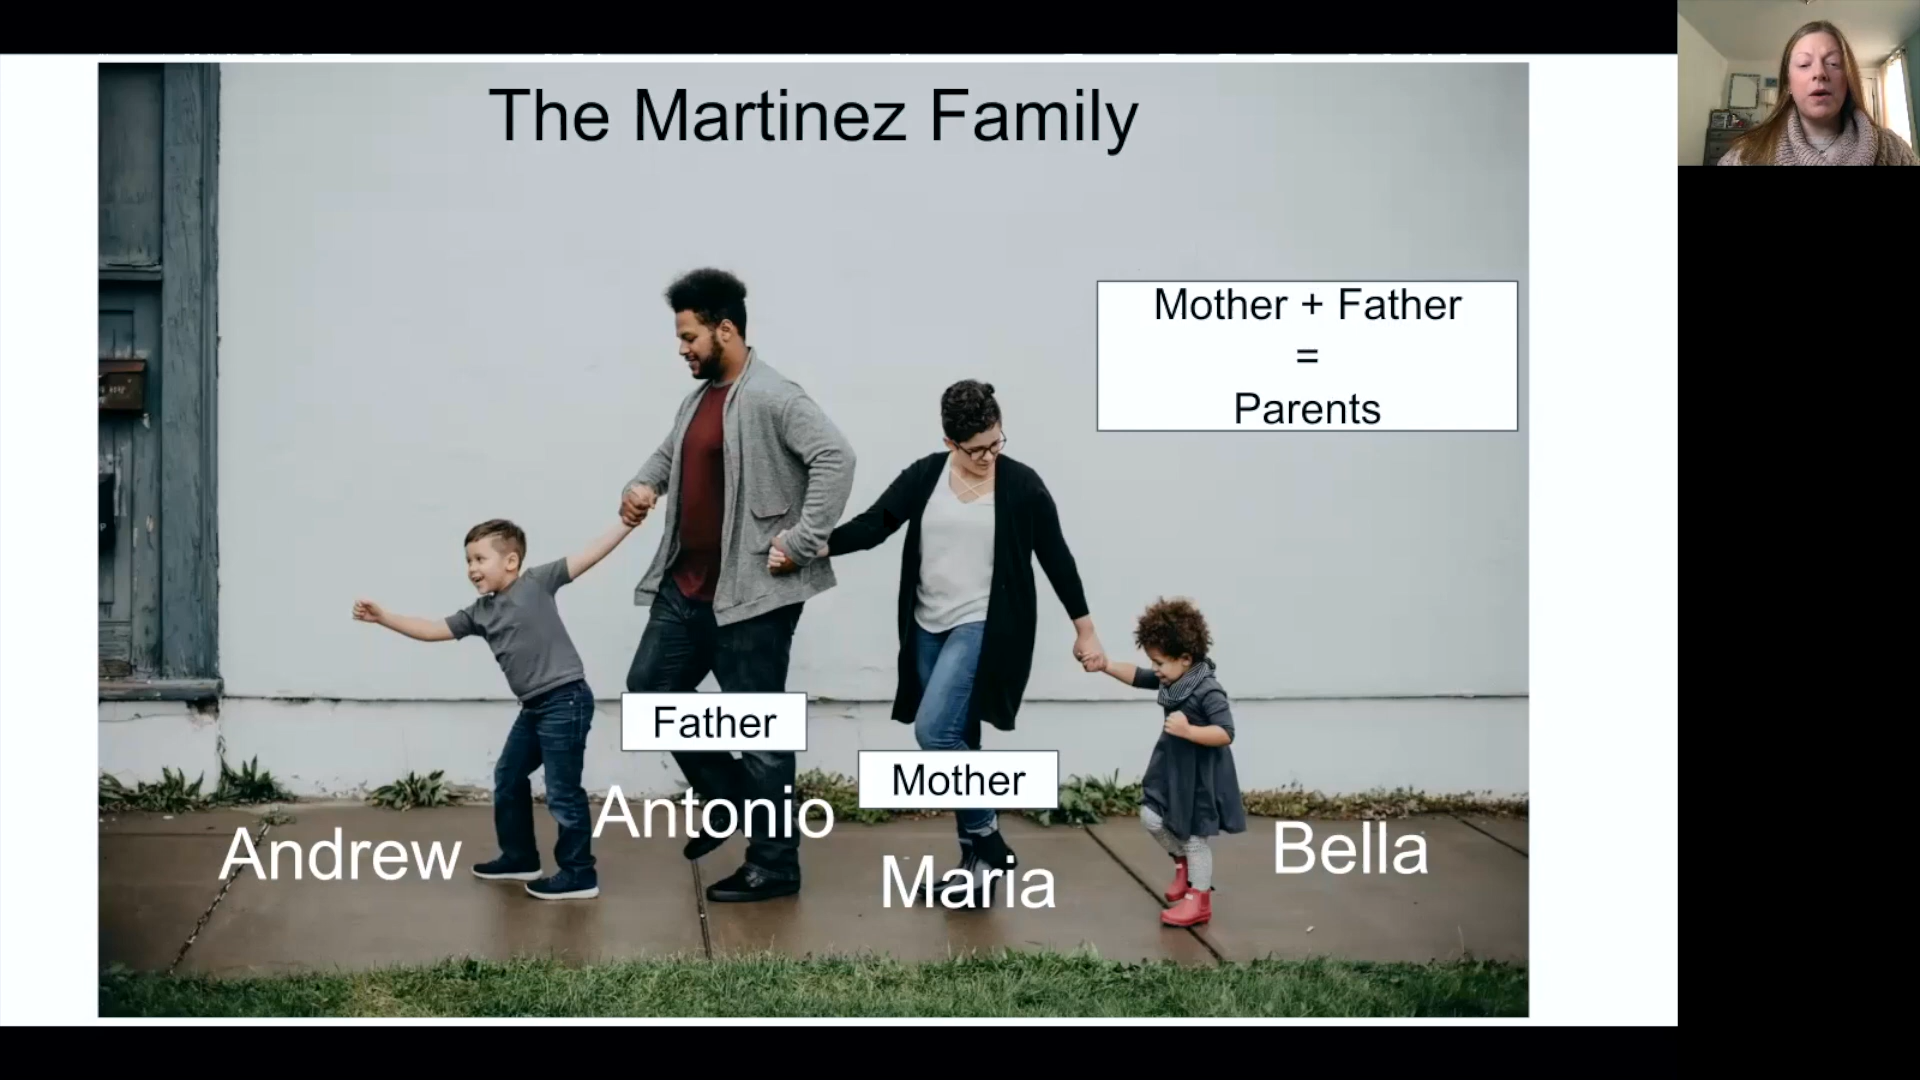 The Martinez Family
Mother + Father
=
Parents
Father
Mother
Antonio
Andrew
Maria
Bella